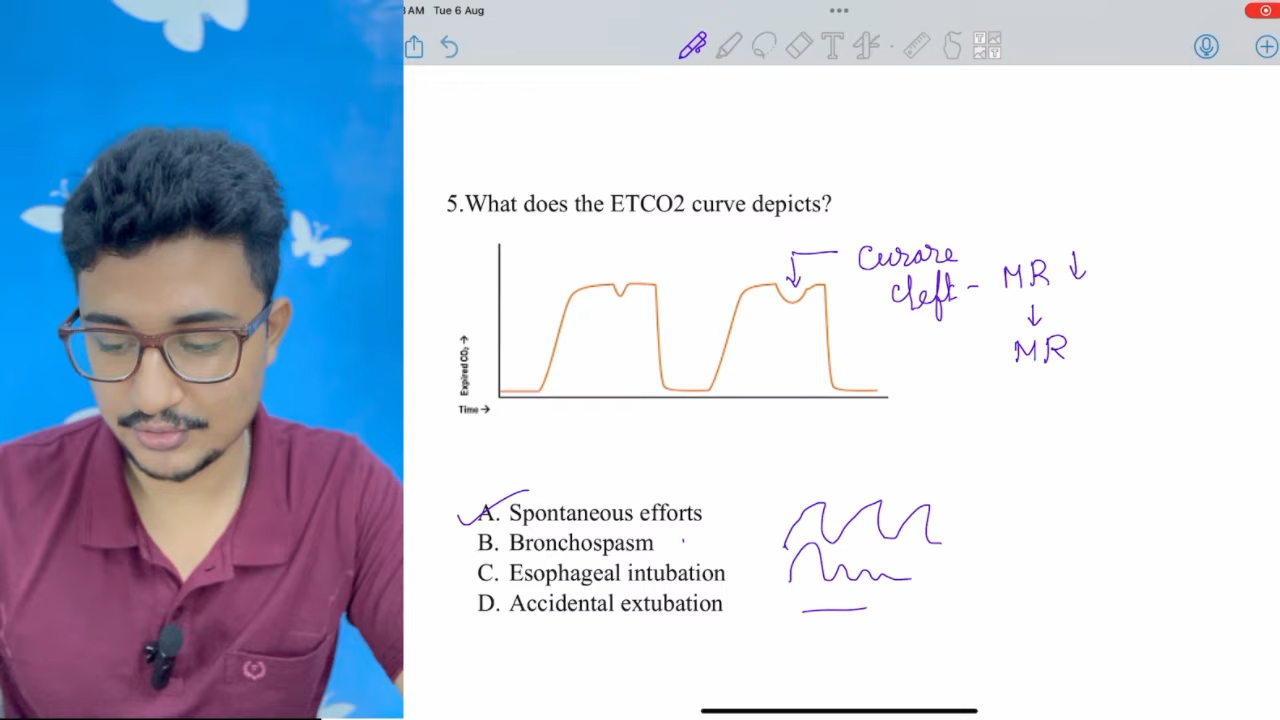 AM Tue 6 Aug
5.What does the ETCO2 curve depicts?
Curare
cleft - MR ↓
↓
MR
Expired CO₂ →
Time →
A. Spontaneous efforts
B. Bronchospasm
C. Esophageal intubation
D. Accidental extubation